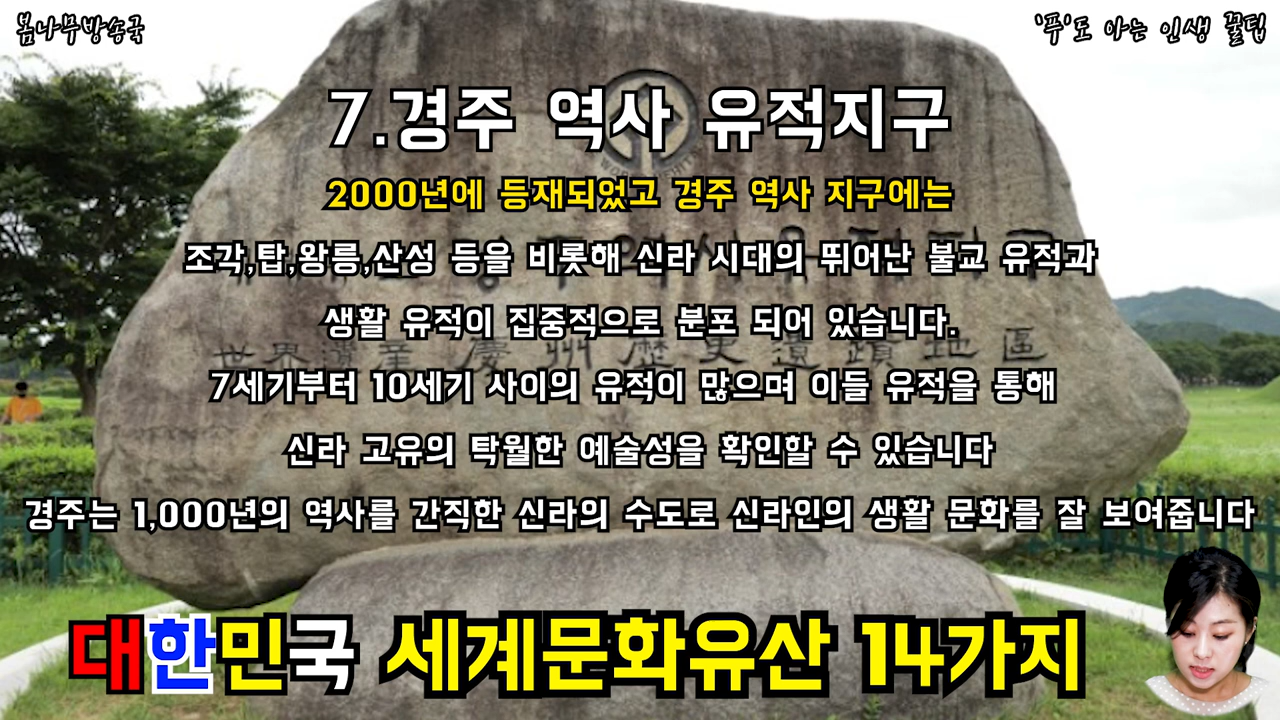 봄나무방송국
'푸'도 아는 인생 꿀팁
7.경주 역사 유적지구
2000년에 등재되었고 경주 역사 지구에는
조각,탑,왕릉,산성 등을 비롯해 신라 시대의 뛰어난 불교 유적과
생활 유적이 집중적으로 분포 되어 있습니다.
世界遺産 慶州歷史遺蹟地區
7세기부터 10세기 사이의 유적이 많으며 이들 유적을 통해
신라 고유의 탁월한 예술성을 확인할 수 있습니다
경주는 1,000년의 역사를 간직한 신라의 수도로 신라인의 생활 문화를 잘 보여줍니다
대한민국 세계문화유산 14가지